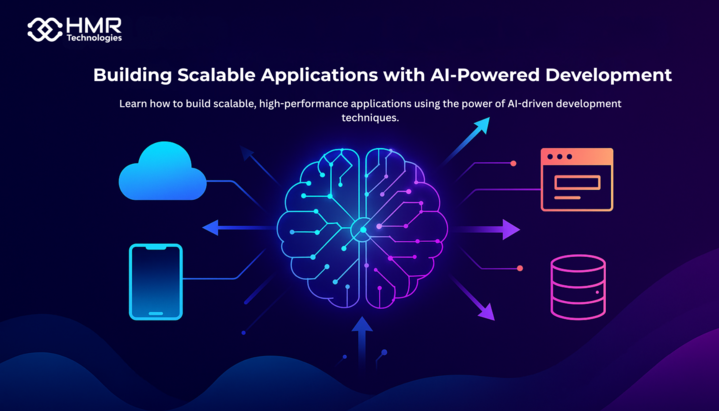 HMR
Technologies
Building Scalable Applications with AI-Powered Development
Learn how to build scalable, high-performance applications using the power of AI-driven development
techniques.